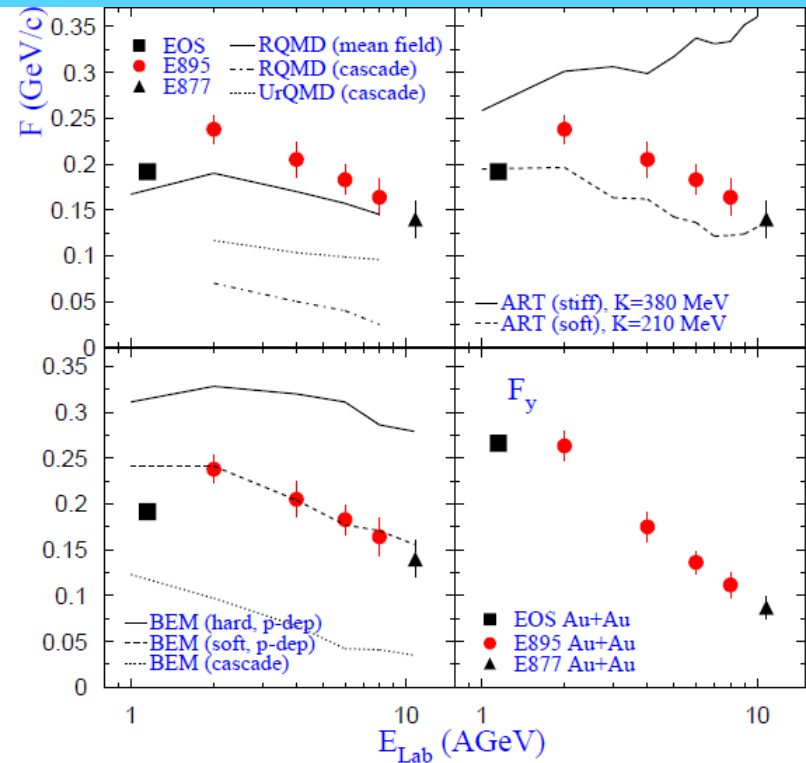 F (GeV/c)
0.35
0.3
0.25
0.2
0.15
0.1
0.05
0
EOS
E895
E877
RQMD (mean field)
RQMD (cascade)
UrQMD (cascade)
ART (stiff), K=380 MeV
ART (soft), K=210 MeV
0.3
0.25
0.2
0.15
0.1
0.05
0
BEM (hard, p-dep)
BEM (soft, p-dep)
BEM (cascade)
F_y
EOS Au+Au
E895 Au+Au
E877 Au+Au
1
10
1
10
E_Lab (AGeV)